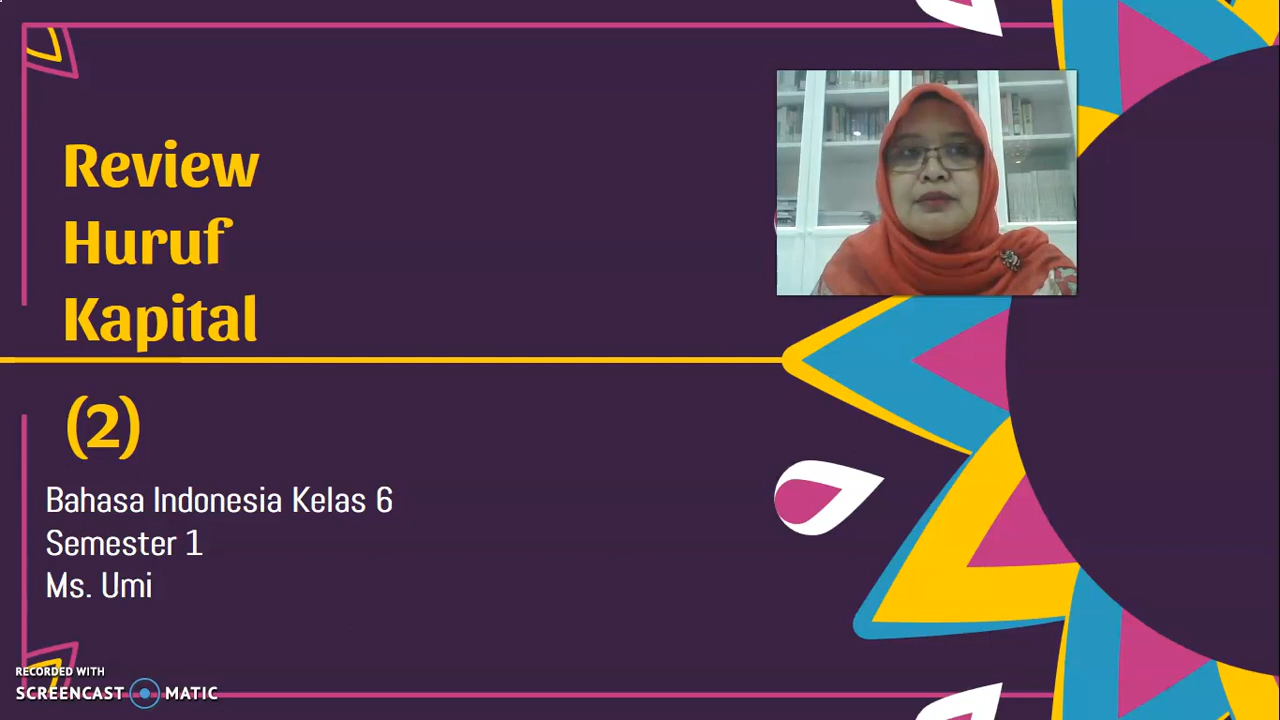 Review
Huruf
Kapital
(2)
Bahasa Indonesia Kelas 6
Semester 1
Ms. Umi
RECORDED WITH
SCREENCAST MATIC